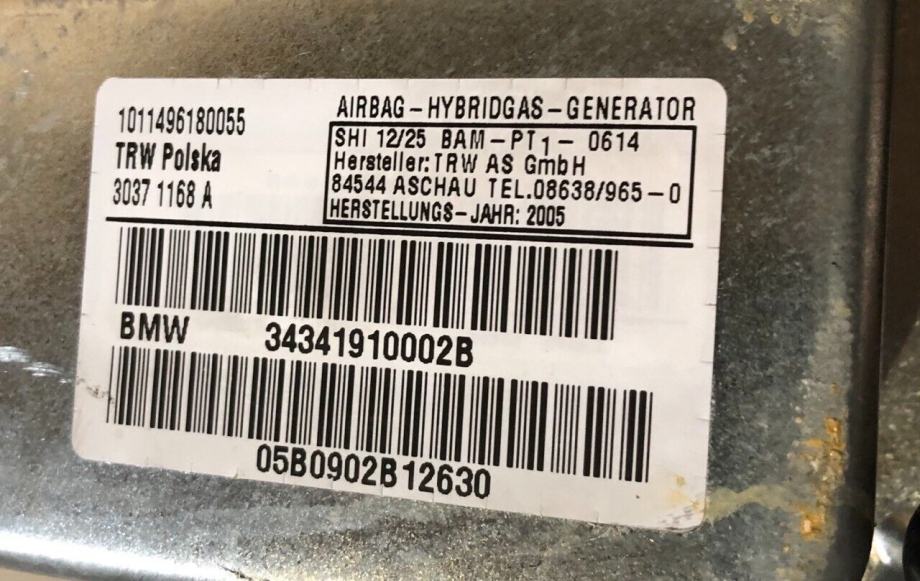 1011496180055
TRW Polska
3037 1168 A
AIRBAG-HYBRIDGAS-GENERATOR
SHI 12/25 BAM-PT1- 0614
Hersteller: TRW AS GmbH
84544 ASCHAU TEL.08638/965-0
HERSTELLUNGS-JAHR: 2005
BMW 34341910002B
05B0902B12630